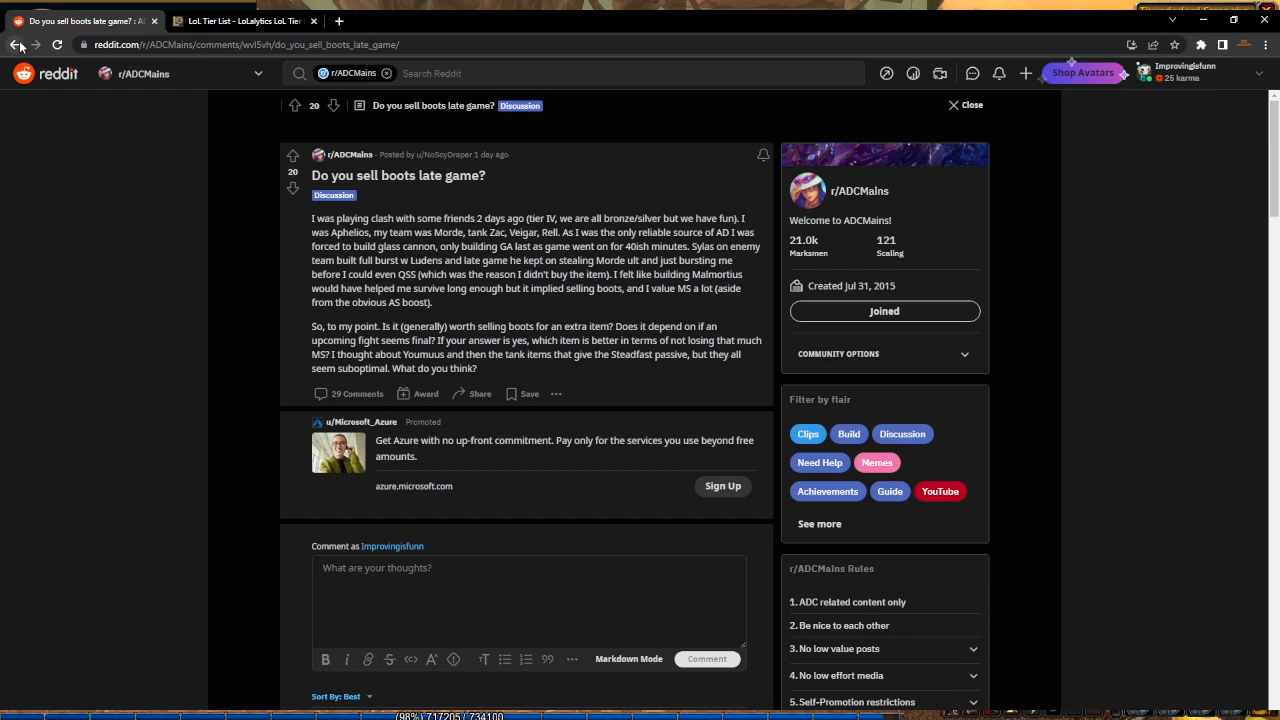 Do you sell boots late game? : AD
LoL Tier List - LoLalytics LoL Tier
reddit.com/r/ADCMains/comments/wvl5vh/do_you_sell_boots_late_game/
reddit
r/ADCMains
r/ADCMains
Search Reddit
Shop Avatars
Improvingisfunn
25 karma
20
Do you sell boots late game?
Discussion
Close
r/ADCMains · Posted by u/NoSoyDraper 1 day ago
20
Do you sell boots late game?
Discussion
I was playing clash with some friends 2 days ago (tier IV, we are all bronze/silver but we have fun). I
was Aphelios, my team was Morde, tank Zac, Veigar, Rell. As I was the only reliable source of AD I was
forced to build glass cannon, only building GA last as game went on for 40ish minutes. Sylas on enemy
team built full burst w Ludens and late game he kept on stealing Morde ult and just bursting me
before I could even QSS (which was the reason I didn't buy the item). I felt like building Malmortius
would have helped me survive long enough but it implied selling boots, and I value MS a lot (aside
from the obvious AS boost).
So, to my point. Is it (generally) worth selling boots for an extra item? Does it depend on if an
upcoming fight seems final? If your answer is yes, which item is better in terms of not losing that much
MS? I thought about Youmuus and then the tank items that give the Steadfast passive, but they all
seem suboptimal. What do you think?
29 Comments
Award
Share
Save
u/Microsoft_Azure
Promoted
Get Azure with no up-front commitment. Pay only for the services you use beyond free
amounts.
azure.microsoft.com
Sign Up
Comment as Improvingisfunn
What are your thoughts?
Markdown Mode
Comment
Sort By: Best
r/ADCMains
Welcome to ADCMains!
21.0k
121
Marksmen
Scaling
Created Jul 31, 2015
Joined
COMMUNITY OPTIONS
Filter by flair
Clips
Build
Discussion
Need Help
Memes
Achievements
Guide
YouTube
See more
r/ADCMains Rules
1. ADC related content only
2. Be nice to each other
3. No low value posts
4. No low effort media
5. Self-Promotion restrictions
(98%) 717205 / 734100